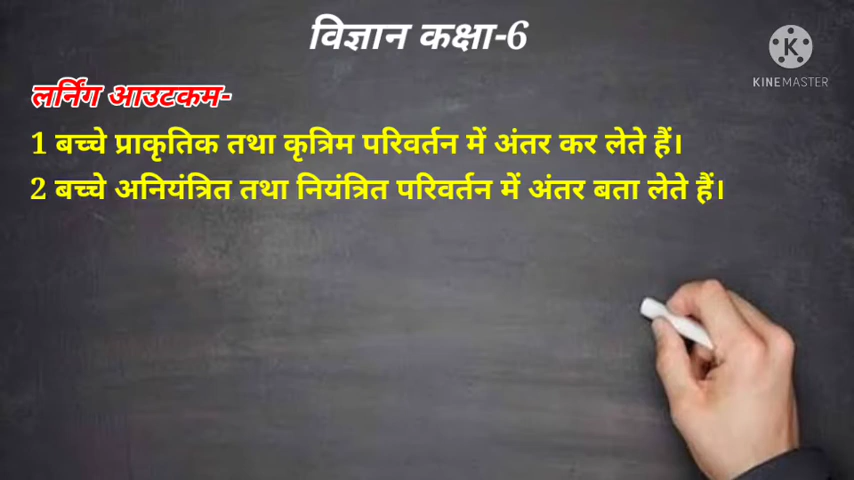 विज्ञान कक्षा-6
KINEMASTER
लर्निंग आउटकम-
1 बच्चे प्राकृतिक तथा कृत्रिम परिवर्तन में अंतर कर लेते हैं।
2 बच्चे अनियंत्रित तथा नियंत्रित परिवर्तन में अंतर बता लेते हैं।